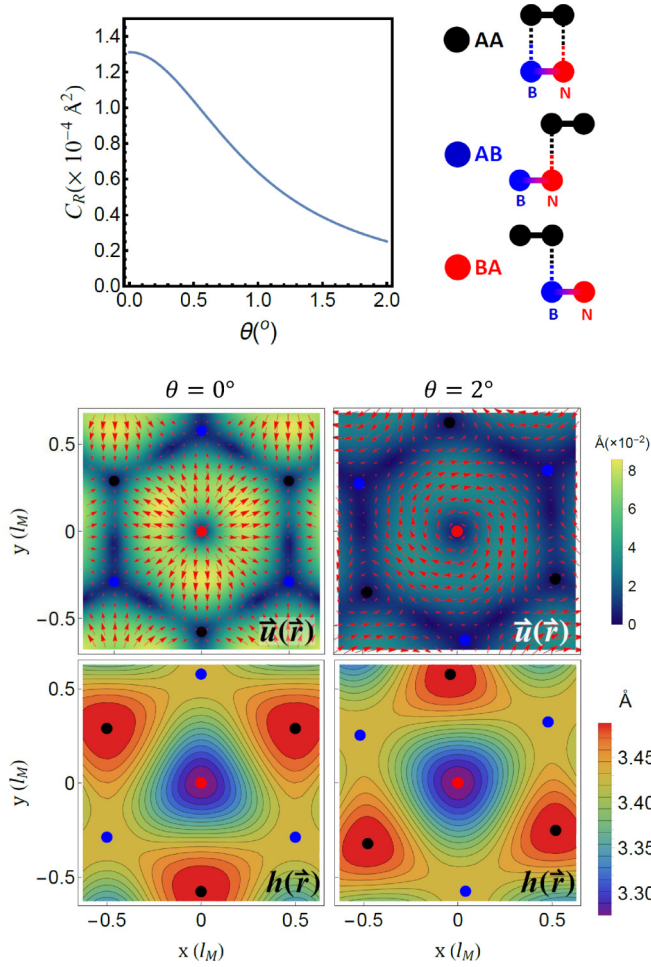 1.4
1.2
1.0
0.8
0.6
0.4
0.2
0.0
C_R(× 10⁻⁴ Å²)
0.0 0.5 1.0 1.5 2.0
θ(°)
AA
B N
AB
B N
BA
B N
θ = 0° θ = 2°
0.5
0
-0.5
y (l_M)
u⃗(r⃗)
u⃗(r⃗)
Å(×10⁻²)
8
6
4
2
0
0.5
0
-0.5
y (l_M)
h(r⃗)
h(r⃗)
Å
3.45
3.40
3.35
3.30
-0.5 0 0.5
-0.5 0 0.5
x (l_M) x (l_M)